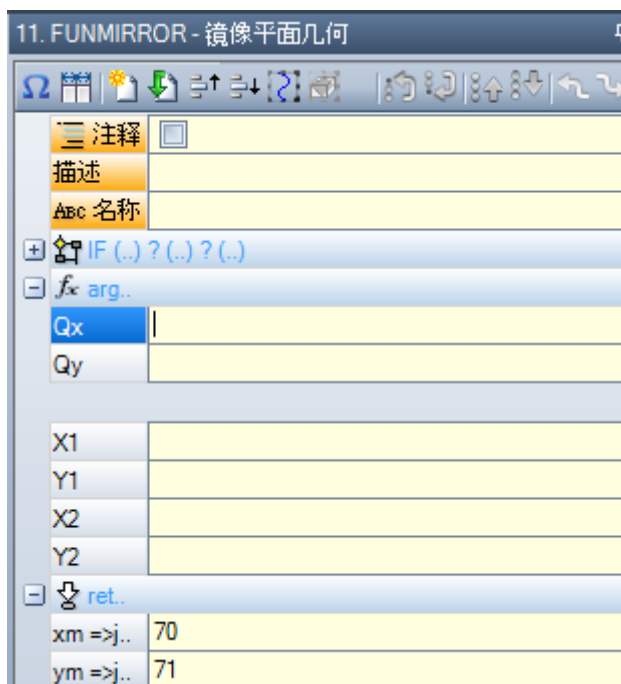 11. FUNMIRROR - 镜像平面几何
Ω
注释
描述
ABC 名称
IF (..) ? (..) ? (..)
fx arg..
Qx
Qy
X1
Y1
X2
Y2
ret..
xm =>j.. 70
ym =>j.. 71